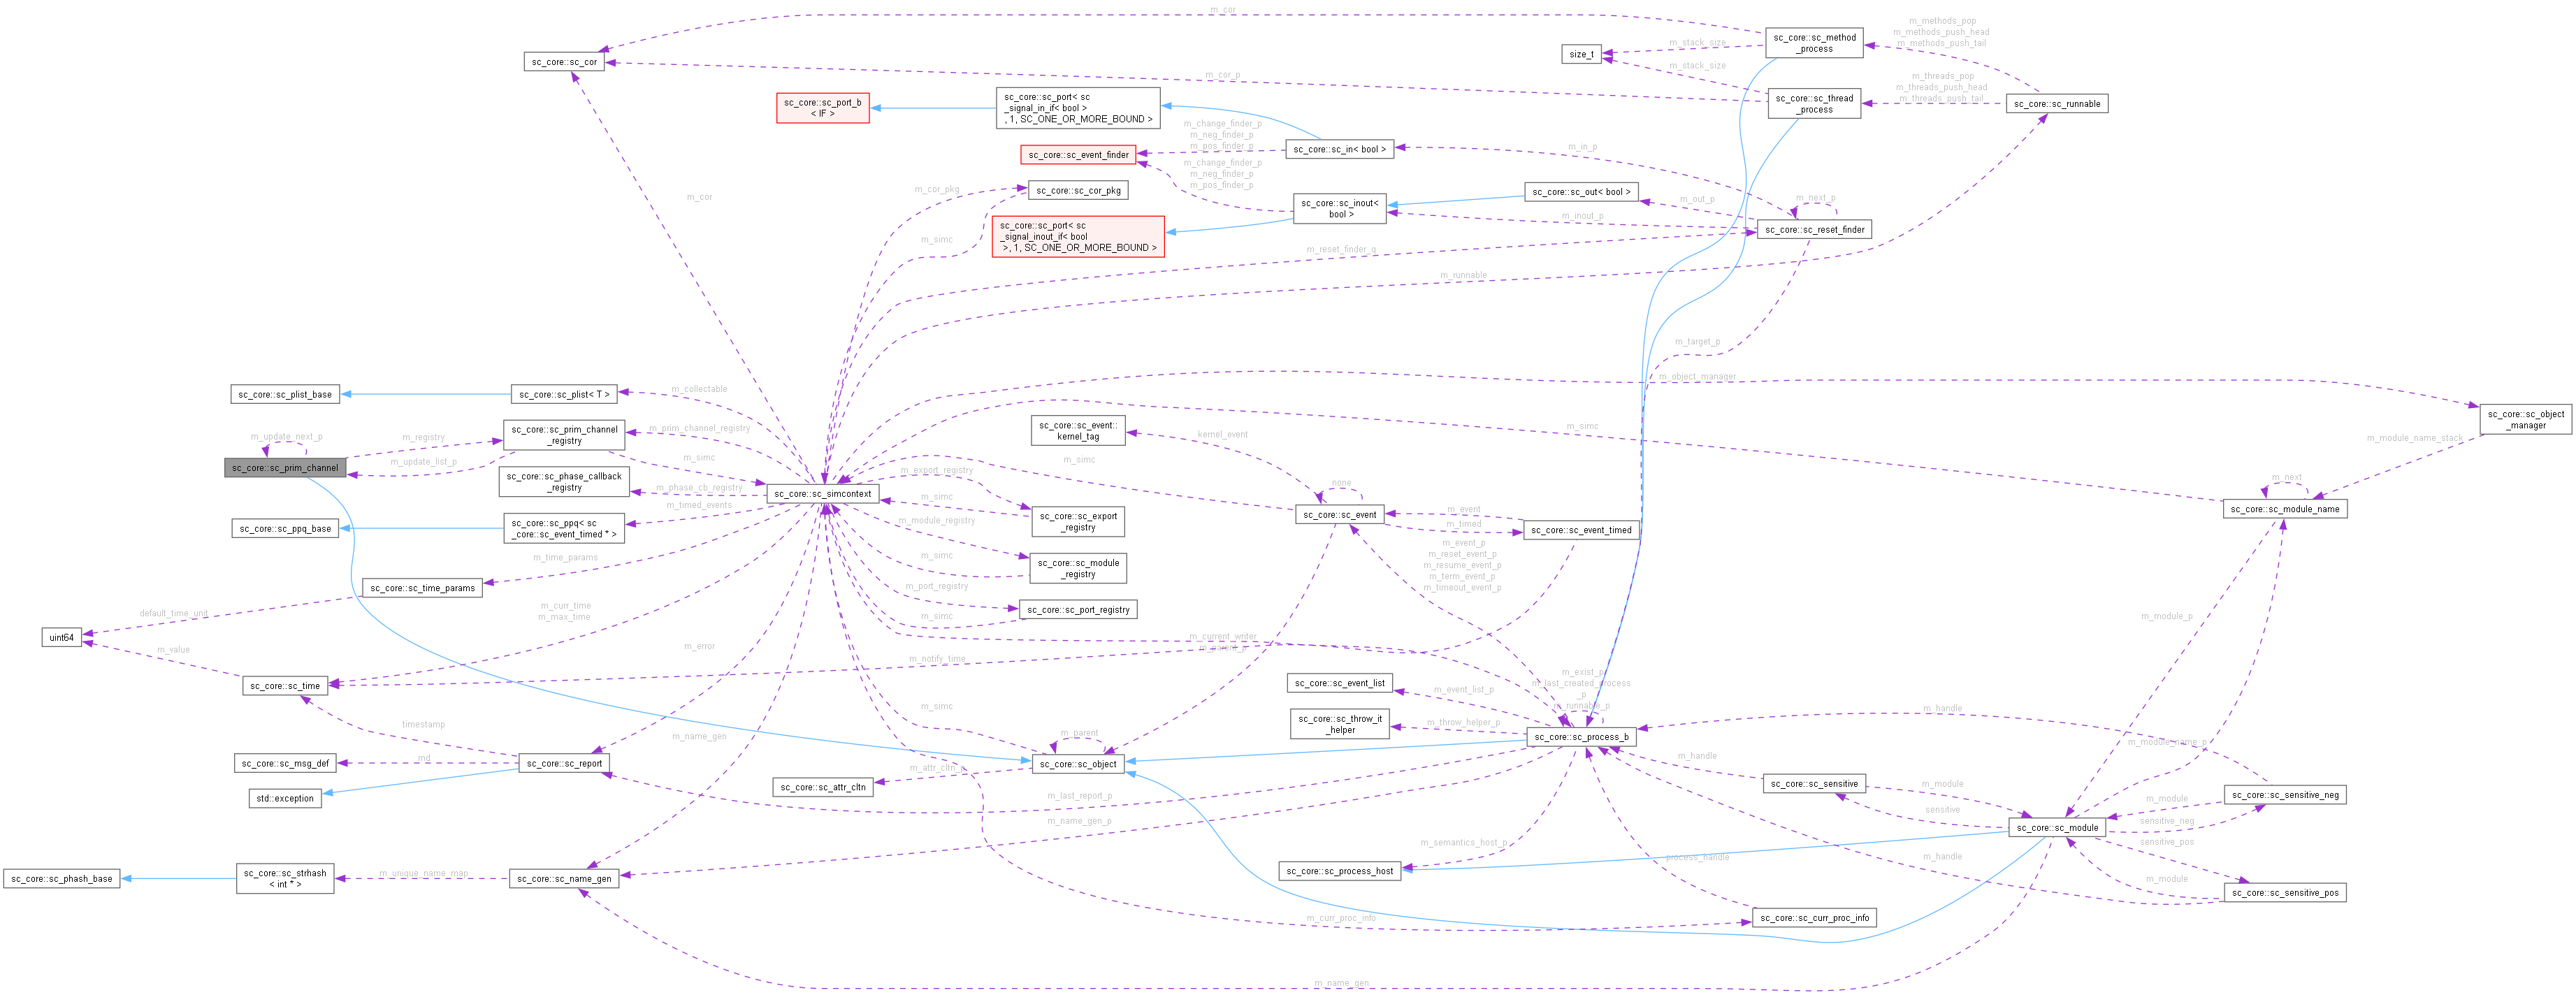 m_cor
sc_core::sc_method
_process
m_methods_pop
m_methods_push_head
m_methods_push_tail
sc_core::sc_cor
size_t
m_stack_size
m_stack_size
m_cor_p
m_threads_pop
m_threads_push_head
m_threads_push_tail
sc_core::sc_thread
_process
sc_core::sc_runnable
sc_core::sc_port_b
< IF >
sc_core::sc_port< sc
_signal_in_if< bool >
, 1, SC_ONE_OR_MORE_BOUND >
m_change_finder_p
m_neg_finder_p
m_pos_finder_p
sc_core::sc_in< bool >
m_in_p
sc_core::sc_event_finder
m_change_finder_p
m_neg_finder_p
m_pos_finder_p
m_cor_pkg
sc_core::sc_cor_pkg
m_cor
sc_core::sc_inout<
bool >
sc_core::sc_out< bool >
m_out_p
m_next_p
m_inout_p
sc_core::sc_reset_finder
sc_core::sc_port< sc
_signal_inout_if< bool
>, 1, SC_ONE_OR_MORE_BOUND >
m_simc
m_reset_finder_q
m_runnable
m_target_p
m_object_manager
sc_core::sc_plist_base
sc_core::sc_plist< T >
m_collectable
sc_core::sc_object
_manager
m_update_next_p
m_registry
sc_core::sc_prim_channel
_registry
m_prim_channel_registry
sc_core::sc_event::
kernel_tag
kernel_event
m_simc
m_module_name_stack
sc_core::sc_prim_channel
m_update_list_p
m_simc
m_simc
sc_core::sc_phase_callback
_registry
m_phase_cb_registry
sc_core::sc_simcontext
m_export_registry
m_simc
sc_core::sc_export
_registry
none
m_next
sc_core::sc_event
m_event
m_timed
sc_core::sc_event_timed
sc_core::sc_module_name
sc_core::sc_ppq_base
sc_core::sc_ppq< sc
_core::sc_event_timed * >
m_timed_events
m_module_registry
m_simc
sc_core::sc_module
_registry
m_time_params
m_event_p
m_reset_event_p
m_resume_event_p
m_term_event_p
m_timeout_event_p
sc_core::sc_time_params
m_port_registry
m_simc
sc_core::sc_port_registry
default_time_unit
m_curr_time
m_max_time
m_module_p
uint64
m_value
m_error
m_current_writer
m_parent_p
m_notify_time
sc_core::sc_time
m_exist_p
m_last_created_process
_p
m_runnable_p
sc_core::sc_event_list
m_event_list_p
m_simc
m_handle
timestamp
m_name_gen
sc_core::sc_throw_it
_helper
m_throw_helper_p
m_parent
sc_core::sc_process_b
m_module_name_p
sc_core::sc_msg_def
md
sc_core::sc_report
sc_core::sc_object
m_attr_cltn_p
m_handle
std::exception
sc_core::sc_attr_cltn
m_last_report_p
sc_core::sc_sensitive
m_module
m_module
sc_core::sc_sensitive_neg
sensitive
sensitive_neg
m_name_gen_p
sc_core::sc_module
m_semantics_host_p
sensitive_pos
process_handle
m_handle
sc_core::sc_phash_base
sc_core::sc_strhash
< int * >
m_unique_name_map
sc_core::sc_name_gen
sc_core::sc_process_host
m_module
sc_core::sc_sensitive_pos
m_curr_proc_info
sc_core::sc_curr_proc_info
m_name_gen